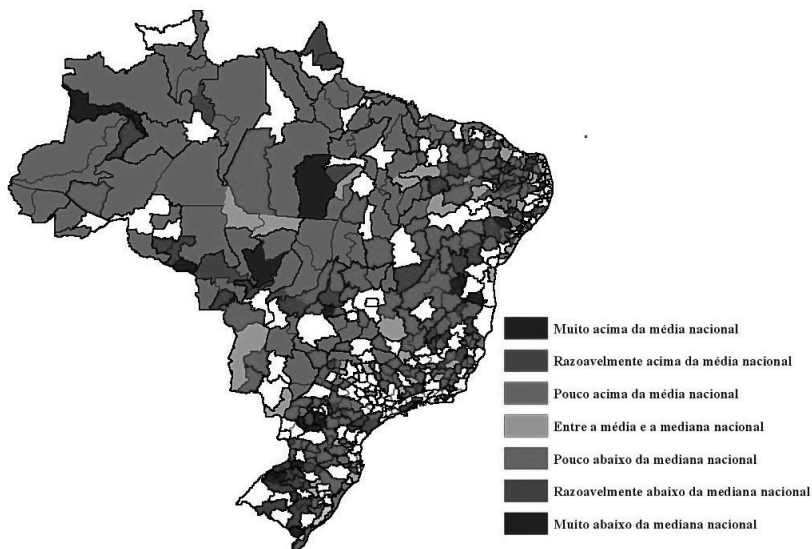 Muito acima da média nacional
Razoavelmente acima da média nacional
Pouco acima da média nacional
Entre a média e a mediana nacional
Pouco abaixo da mediana nacional
Razoavelmente abaixo da mediana nacional
Muito abaixo da mediana nacional